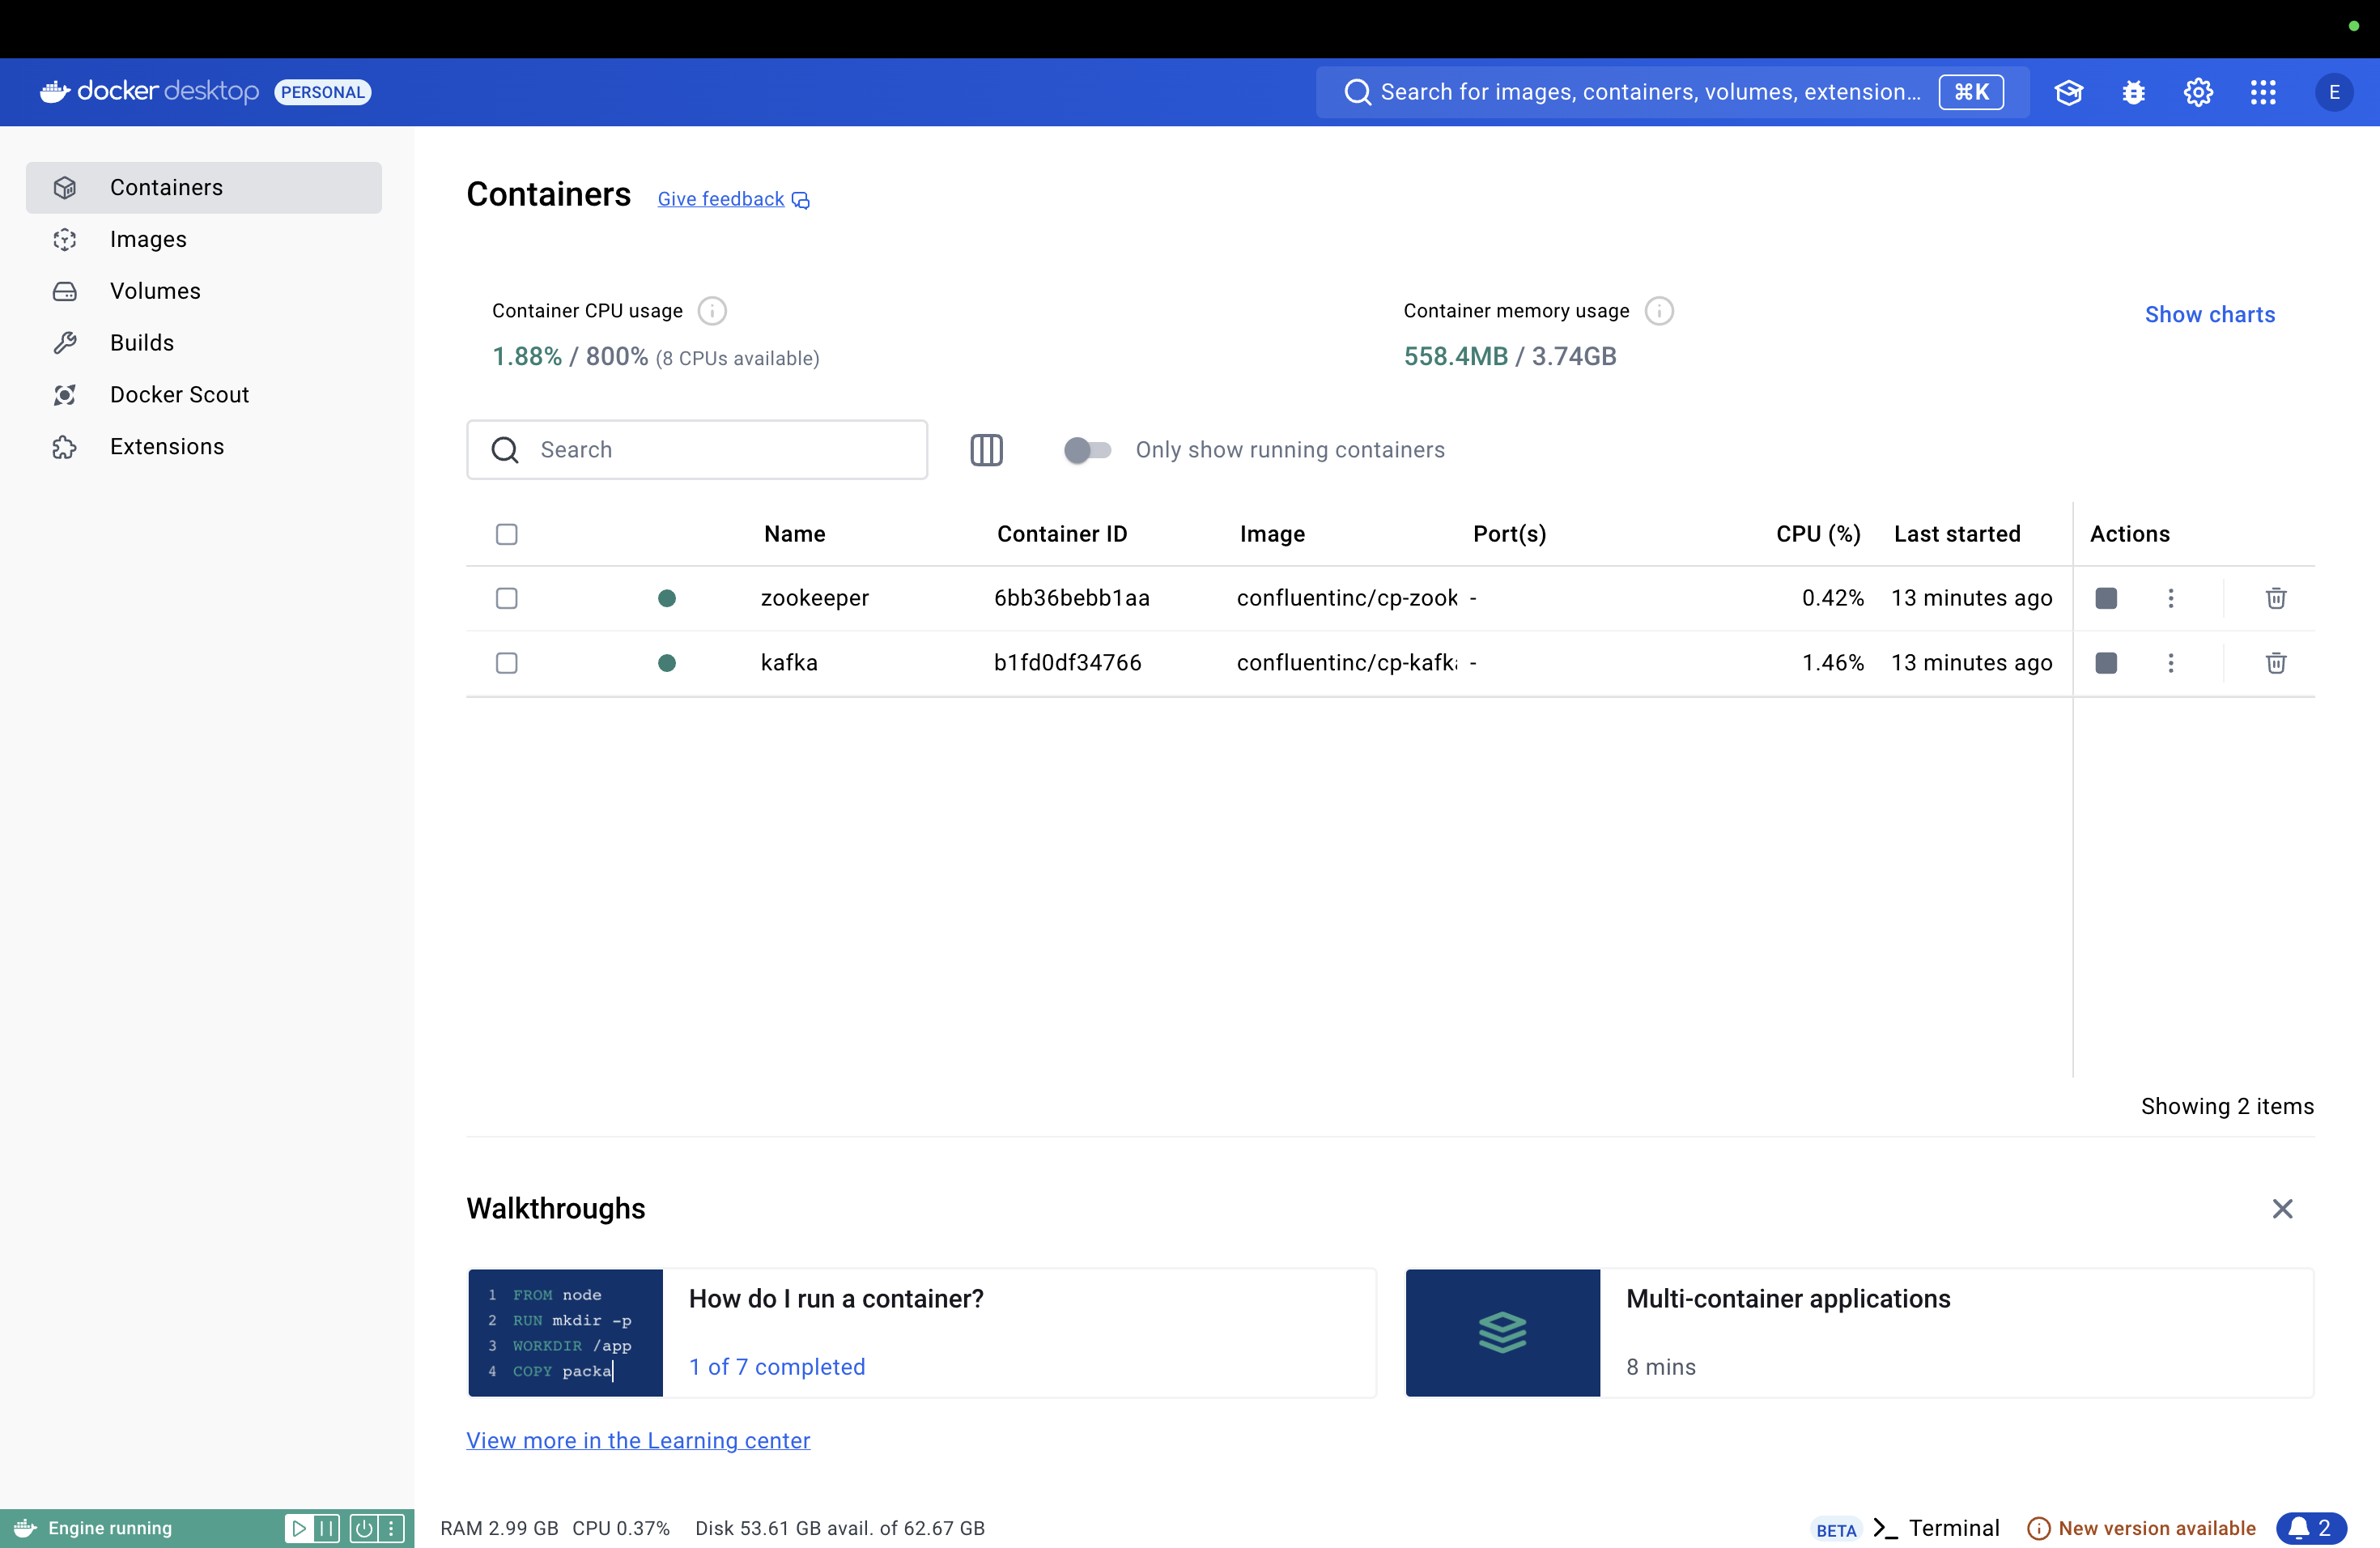 docker desktop PERSONAL
Search for images, containers, volumes, extension... ⌘K
E
Containers
Images
Volumes
Builds
Docker Scout
Extensions
Containers Give feedback
Container CPU usage
1.88% / 800% (8 CPUs available)
Container memory usage
558.4MB / 3.74GB
Show charts
Search
Only show running containers
Name Container ID Image Port(s) CPU (%) Last started Actions
zookeeper 6bb36bebb1aa confluentinc/cp-zook - 0.42% 13 minutes ago
kafka b1fd0df34766 confluentinc/cp-kafk - 1.46% 13 minutes ago
Showing 2 items
Walkthroughs
1 FROM node
2 RUN mkdir -p
3 WORKDIR /app
4 COPY packa
How do I run a container?
1 of 7 completed
Multi-container applications
8 mins
View more in the Learning center
Engine running
RAM 2.99 GB CPU 0.37% Disk 53.61 GB avail. of 62.67 GB
BETA >_ Terminal
New version available
2